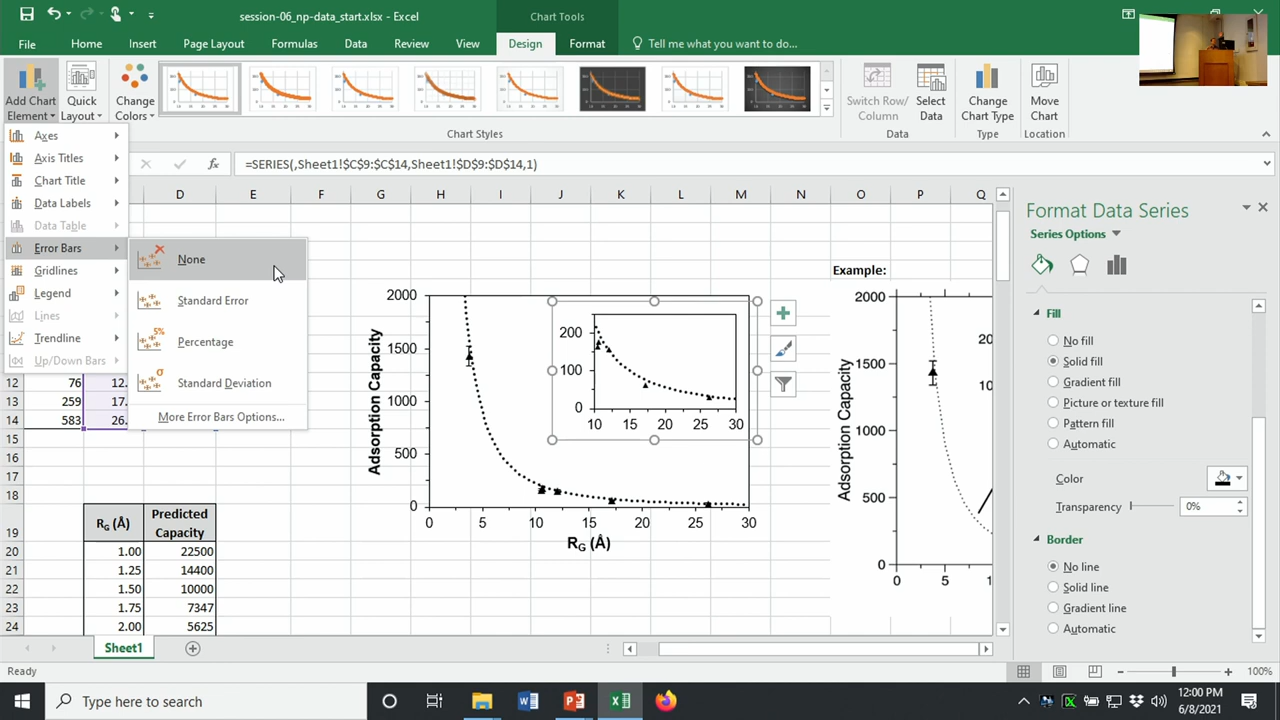 session-06_np-data_start.xlsx - Excel
Chart Tools
File
Home
Insert
Page Layout
Formulas
Data
Review
View
Design
Format
Tell me what you want to do...
Add Chart
Element
Quick
Layout
Change
Colors
Switch Row/
Column
Select
Data
Change
Chart Type
Move
Chart
Chart Styles
Data
Type
Location
Axes
Axis Titles
Chart Title
Data Labels
Data Table
Error Bars
Gridlines
Legend
Lines
Trendline
Up/Down Bars
None
Standard Error
5%
Percentage
σ
Standard Deviation
More Error Bars Options...
fx
=SERIES(,Sheet1!$C$9:$C$14,Sheet1!$D$9:$D$14,1)
D E F G H I J K L M N O P Q
12 76 12.
13 259 17.
14 583 26.
15
16
17
18
19 RG (Å) Predicted
Capacity
20 1.00 22500
21 1.25 14400
22 1.50 10000
23 1.75 7347
24 2.00 5625
Adsorption Capacity
2000
1500
1000
500
0
0 5 10 15 20 25 30
RG (Å)
200
100
0
10 15 20 25 30
Example:
Adsorption Capacity
2000
1500
1000
500
0
0 5 1
20
10
Format Data Series
Series Options
Fill
No fill
Solid fill
Gradient fill
Picture or texture fill
Pattern fill
Automatic
Color
Transparency 0%
Border
No line
Solid line
Gradient line
Automatic
Sheet1
Ready
100%
Type here to search
12:00 PM
6/8/2021